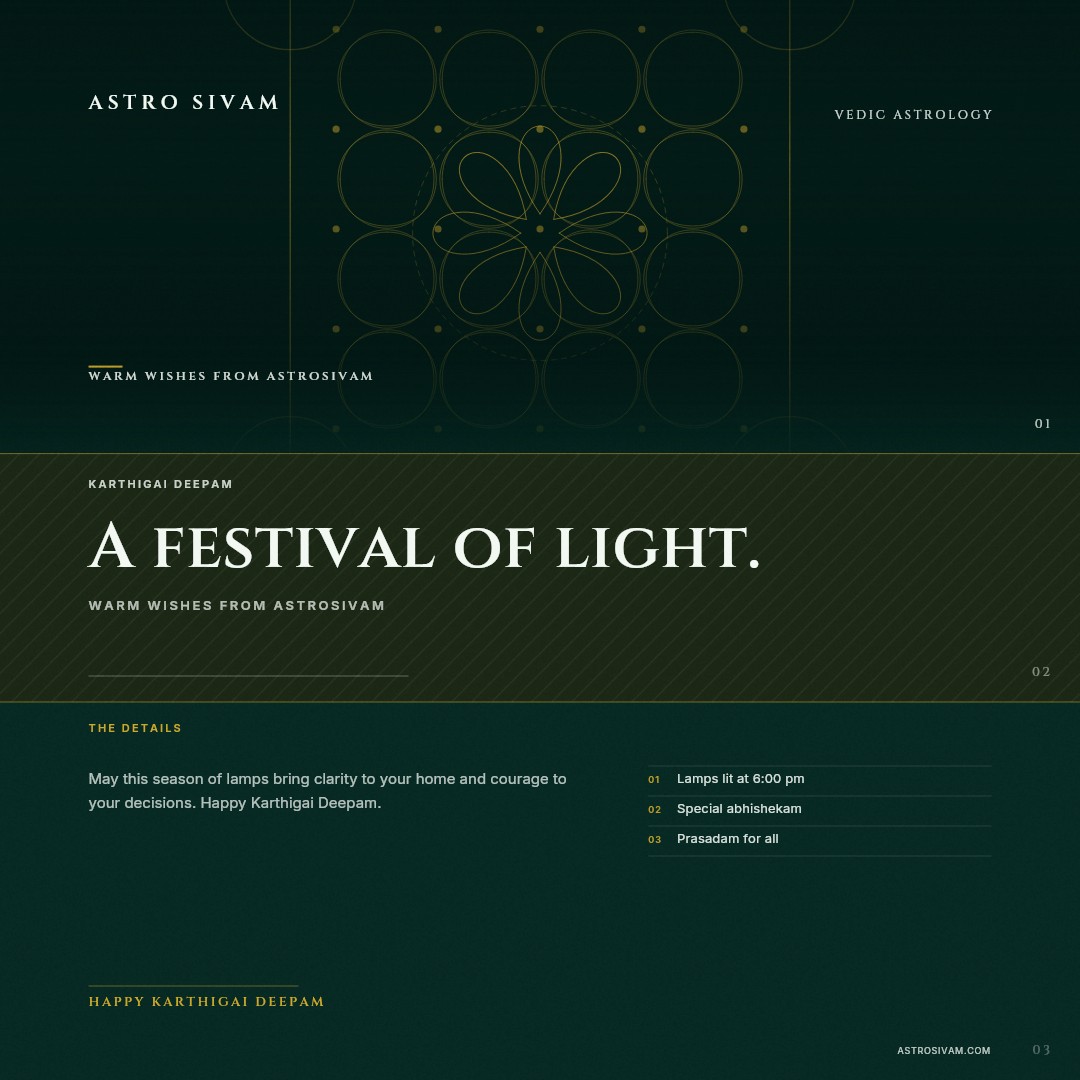 ASTRO SIVAM
VEDIC ASTROLOGY
WARM WISHES FROM ASTROSIVAM
01
KARTHIGAI DEEPAM
A FESTIVAL OF LIGHT.
WARM WISHES FROM ASTROSIVAM
02
THE DETAILS
May this season of lamps bring clarity to your home and courage to
your decisions. Happy Karthigai Deepam.
01 Lamps lit at 6:00 pm
02 Special abhishekam
03 Prasadam for all
HAPPY KARTHIGAI DEEPAM
ASTROSIVAM.COM
03